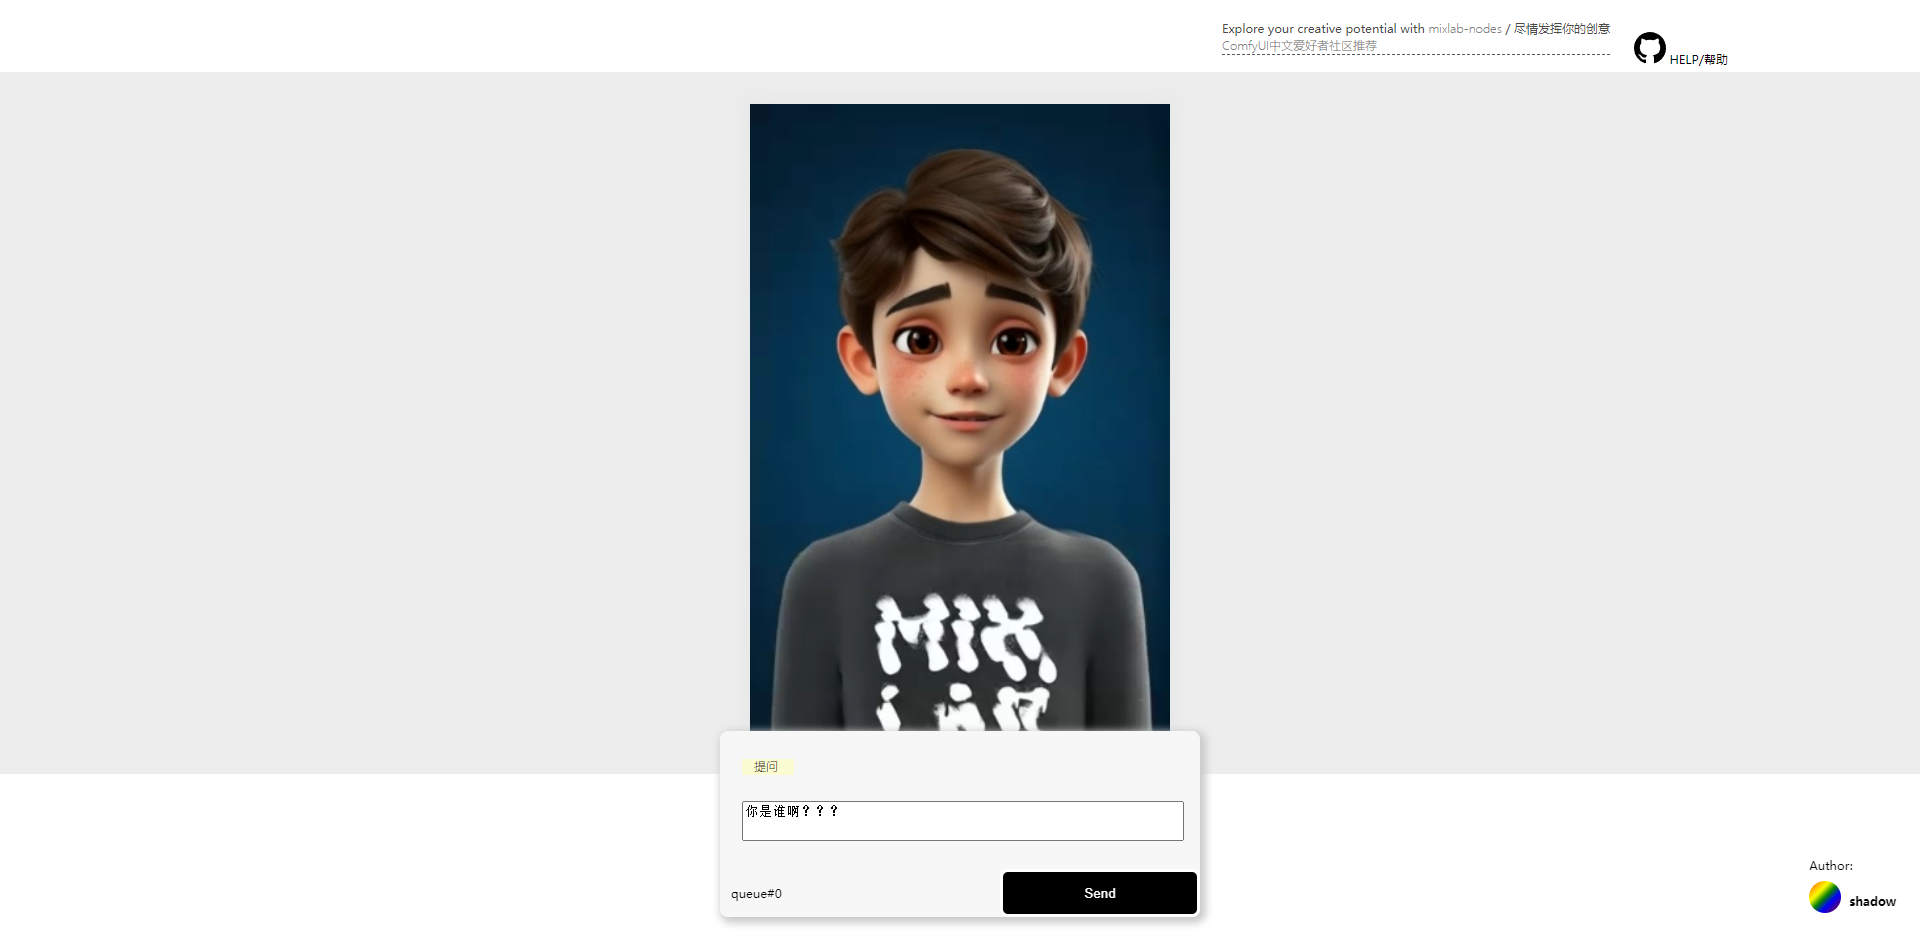 Explore your creative potential with mixlab-nodes / 尽情发挥你的创意
ComfyUI中文爱好者社区推荐
HELP/帮助
MIX
LAB
提问
你是谁啊？？？
queue#0
Send
Author:
shadow